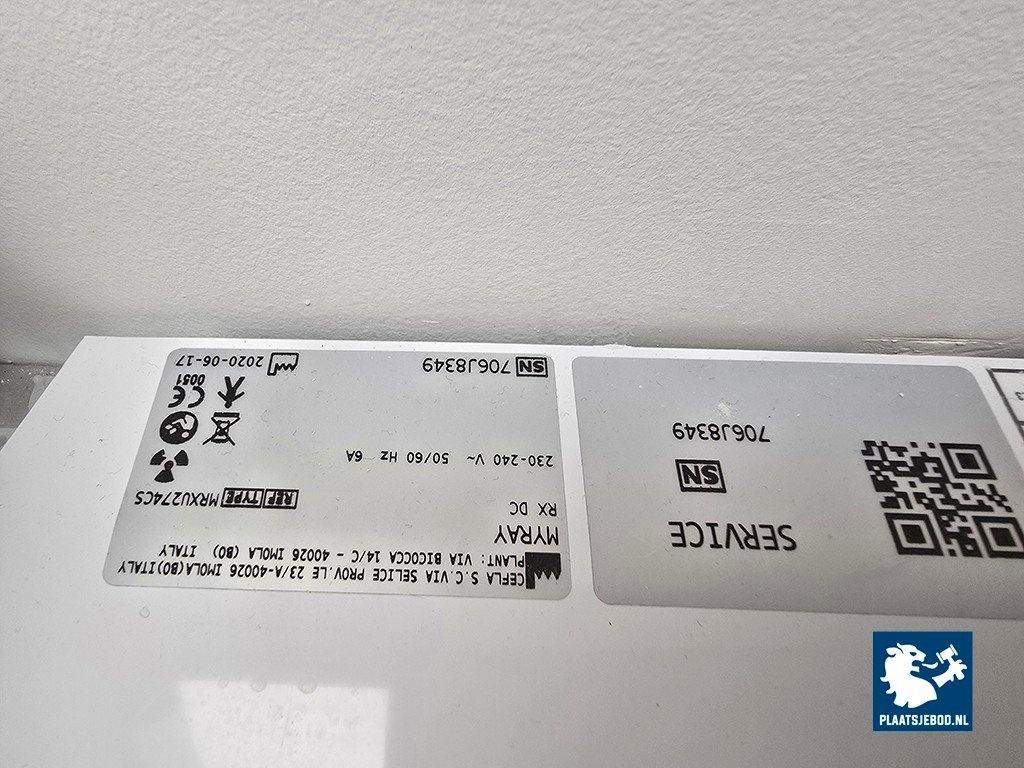 CEFLA S.C.VIA SELICE PROV.LE 23/A-40026 IMOLA(BO)ITALY
PLANT: VIA BICOCCA 14/C - 40026 IMOLA (BO) ITALY
MYRAY
RX DC
REF TYPE MRXU274CS
230-240 V~ 50/60 Hz 6A
CE
0051
SN 706J8349
2020-06-17
SERVICE
SN
706J8349
3
PLAATSJEBOD.NL